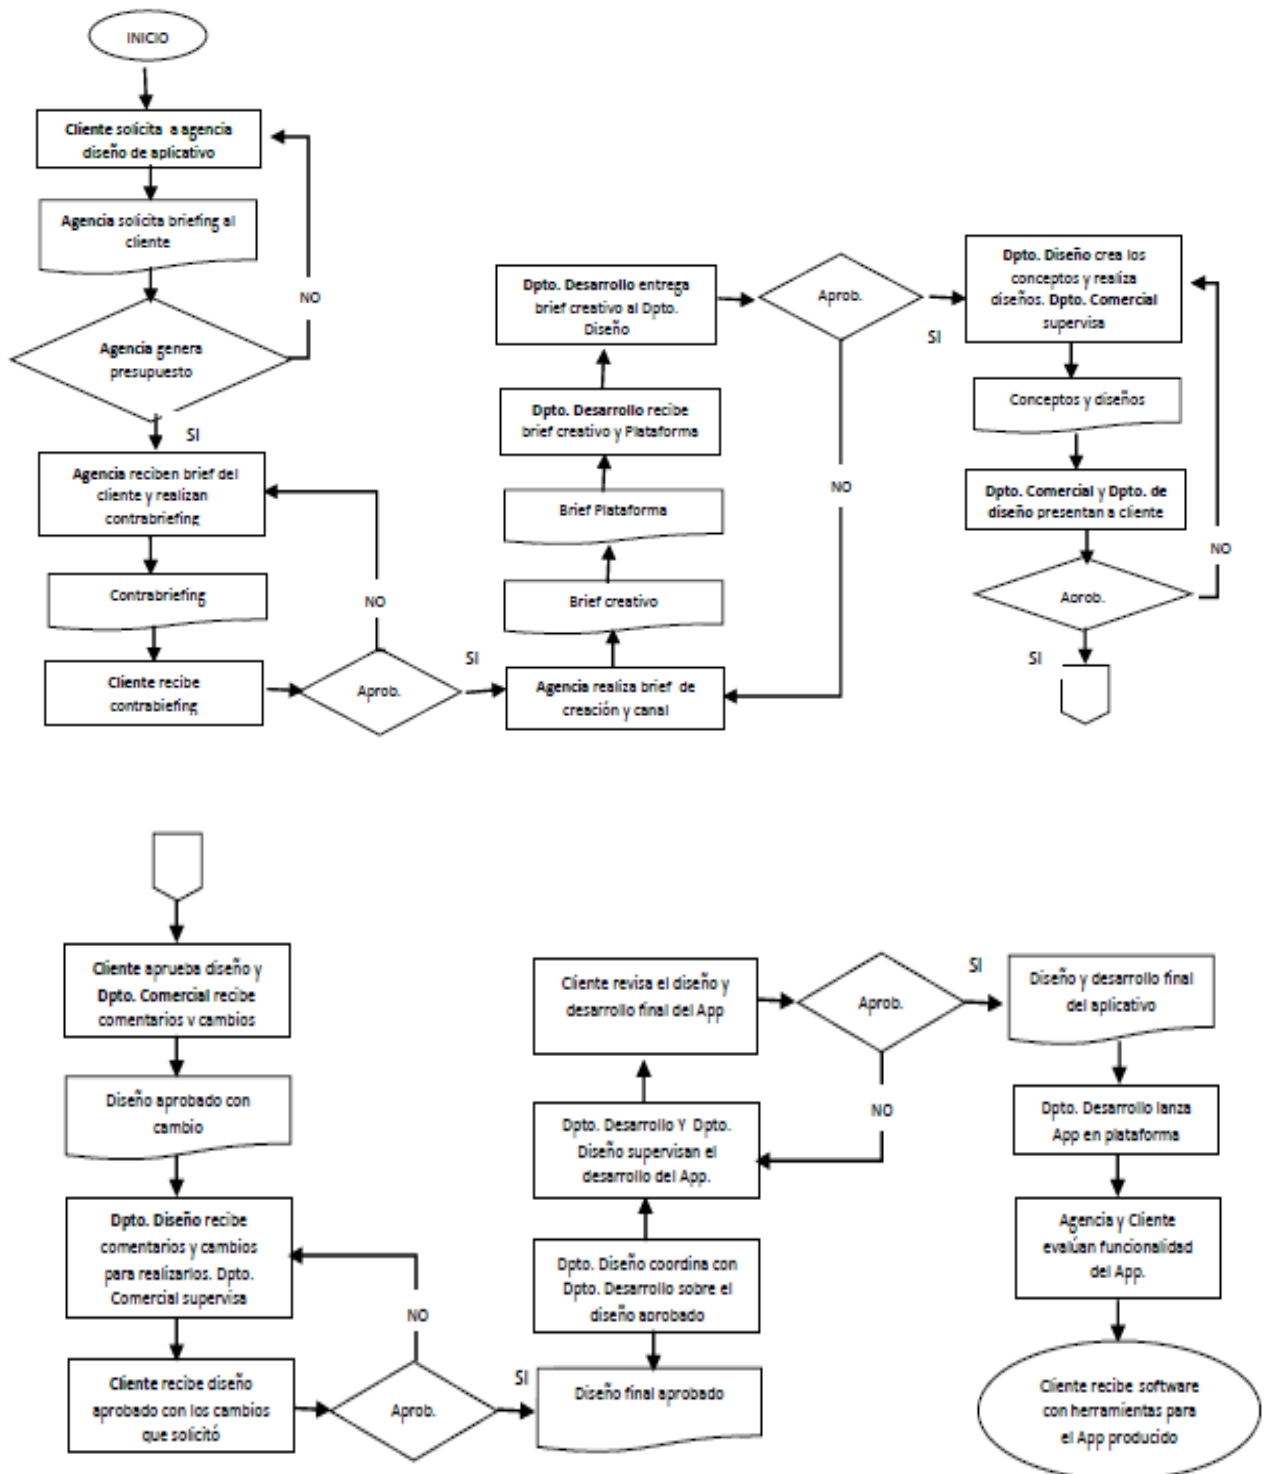 INICIO
Cliente solicita a agencia
diseño de aplicativo
Agencia solicita briefing al
cliente
NO
Agencia genera
presupuesto
SI
Agencia reciben brief del
cliente y realizan
contrabriefing
Contrabriefing
Cliente recibe
contrabiefing
NO
Aprob.
SI
Agencia realiza brief de
creación y canal
Brief creativo
Brief Plataforma
Dpto. Desarrollo recibe
brief creativo y Plataforma
Dpto. Desarrollo entrega
brief creativo al Dpto.
Diseño
Aprob.
NO
SI
Dpto. Diseño crea los
conceptos y realiza
diseños. Dpto. Comercial
supervisa
Conceptos y diseños
Dpto. Comercial y Dpto. de
diseño presentan a cliente
NO
Aprob.
SI
Cliente aprueba diseño y
Dpto. Comercial recibe
comentarios y cambios
Diseño aprobado con
cambio
Dpto. Diseño recibe
comentarios y cambios
para realizarlos. Dpto.
Comercial supervisa
Cliente recibe diseño
aprobado con los cambios
que solicitó
NO
Aprob.
SI
Diseño final aprobado
Dpto. Diseño coordina con
Dpto. Desarrollo sobre el
diseño aprobado
Dpto. Desarrollo Y Dpto.
Diseño supervisan el
desarrollo del App.
Cliente revisa el diseño y
desarrollo final del App
Aprob.
NO
SI
Diseño y desarrollo final
del aplicativo
Dpto. Desarrollo lanza
App en plataforma
Agencia y Cliente
evalúan funcionalidad
del App.
Cliente recibe software
con herramientas para
el App producido